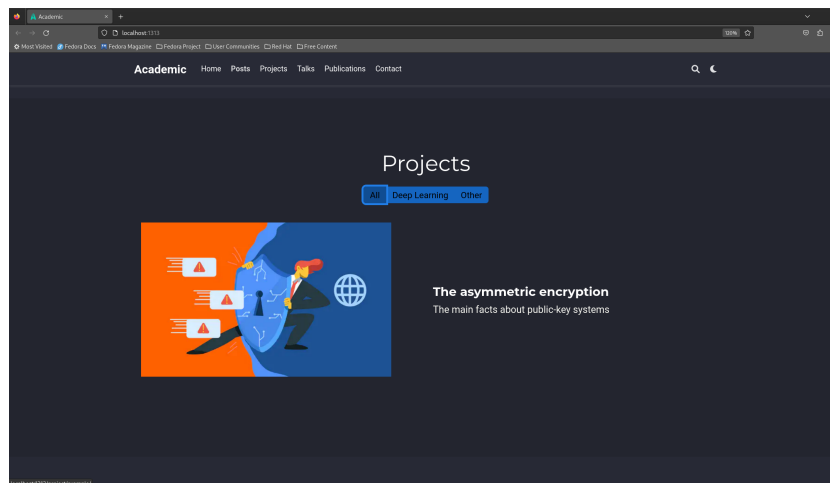 Academic
localhost:1313
120%
Most Visited Fedora Docs Fedora Magazine Fedora Project User Communities Red Hat Free Content
Academic Home Posts Projects Talks Publications Contact
Projects
All Deep Learning Other
The asymmetric encryption
The main facts about public-key systems